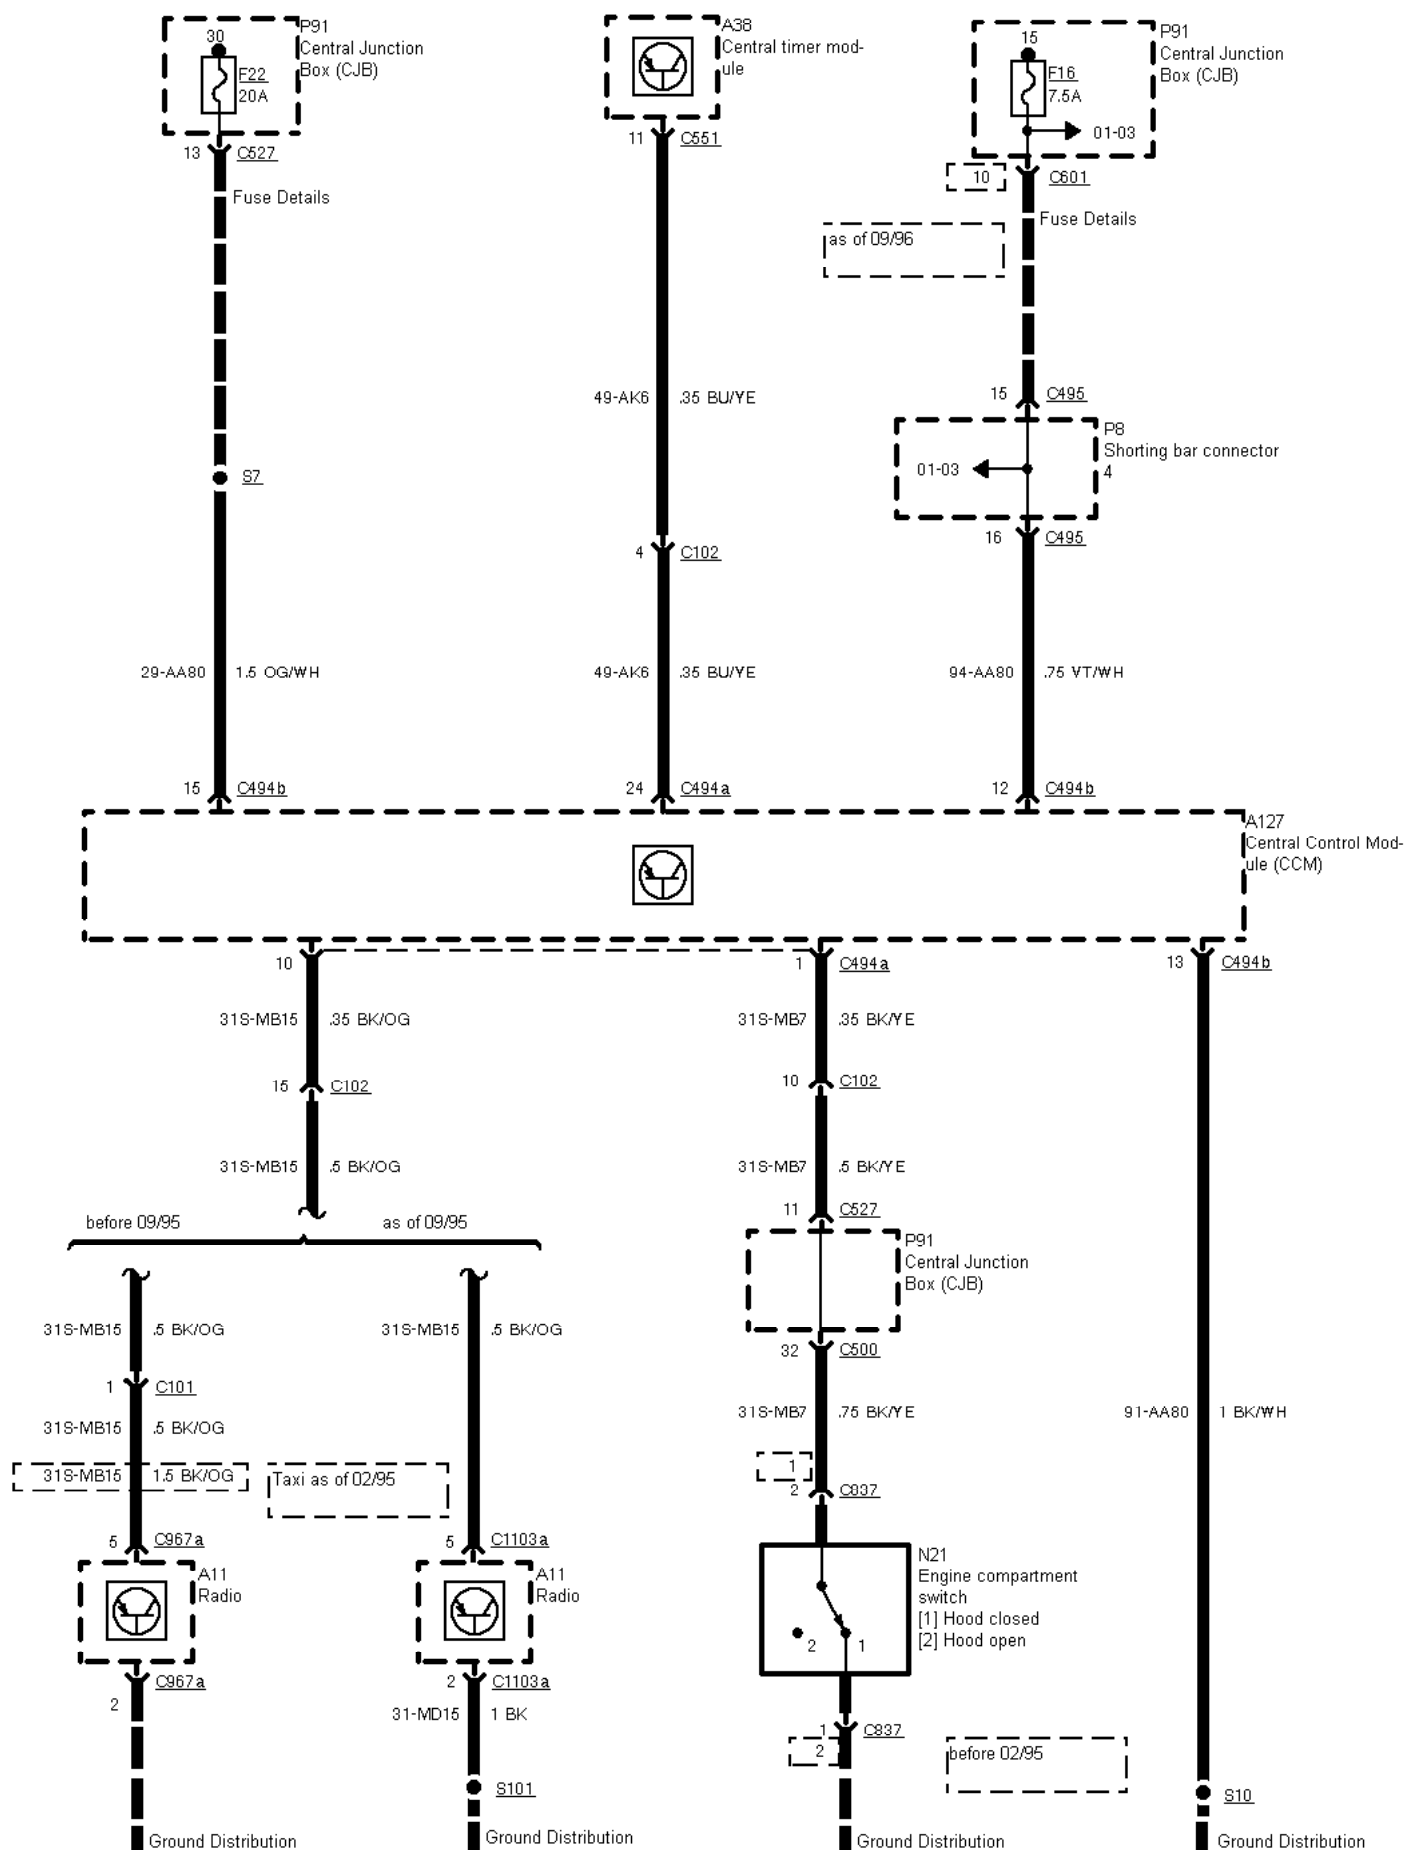 30
P91
Central Junction
Box (CJB)
F22
20A
13 C527
Fuse Details
A38
Central timer mod-
ule
11 C551
15
P91
Central Junction
Box (CJB)
F16
7.5A
01-03
10 C601
Fuse Details
as of 09/96
49-AK6 .35 BU/YE
15 C495
P8
Shorting bar connector
4
01-03
S7
16 C495
4 C102
29-AA80 1.5 OG/WH
49-AK6 .35 BU/YE
94-AA80 .75 VT/WH
15 C494b
24 C494a
12 C494b
A127
Central Control Mod-
ule (CCM)
10
1 C494a
13 C494b
31S-MB15 .35 BK/OG
31S-MB7 .35 BK/YE
15 C102
10 C102
31S-MB15 .5 BK/OG
31S-MB7 .5 BK/YE
before 09/95
as of 09/95
11 C527
P91
Central Junction
Box (CJB)
31S-MB15 .5 BK/OG
31S-MB15 .5 BK/OG
32 C500
1 C101
31S-MB15 .5 BK/OG
31S-MB7 .75 BK/YE
91-AA80 1 BK/WH
31S-MB15 1.5 BK/OG
Taxi as of 02/95
1
2 C837
5 C967a
5 C1103a
A11
Radio
A11
Radio
N21
Engine compartment
switch
[1] Hood closed
[2] Hood open
2 1
2 C967a
2 C1103a
31-MD15 1 BK
1 C837
2
before 02/95
S101
S10
Ground Distribution
Ground Distribution
Ground Distribution
Ground Distribution